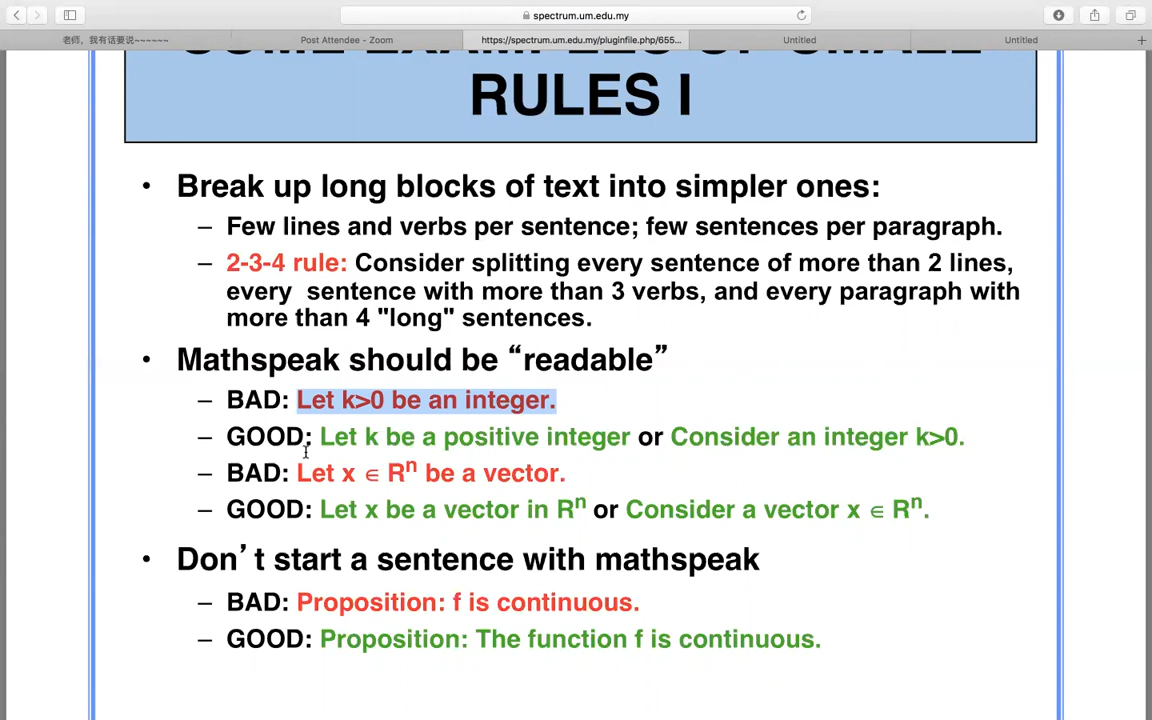 spectrum.um.edu.my
老师，我有话要说~~~~~~
Post Attendee - Zoom
https://spectrum.um.edu.my/pluginfile.php/655...
Untitled
Untitled
SOME EXAMPLES OF SMALL
RULES I
• Break up long blocks of text into simpler ones:
– Few lines and verbs per sentence; few sentences per paragraph.
– 2-3-4 rule: Consider splitting every sentence of more than 2 lines,
every sentence with more than 3 verbs, and every paragraph with
more than 4 "long" sentences.
• Mathspeak should be “readable”
– BAD: Let k>0 be an integer.
– GOOD: Let k be a positive integer or Consider an integer k>0.
– BAD: Let x ∈ Rⁿ be a vector.
– GOOD: Let x be a vector in Rⁿ or Consider a vector x ∈ Rⁿ.
• Don’t start a sentence with mathspeak
– BAD: Proposition: f is continuous.
– GOOD: Proposition: The function f is continuous.